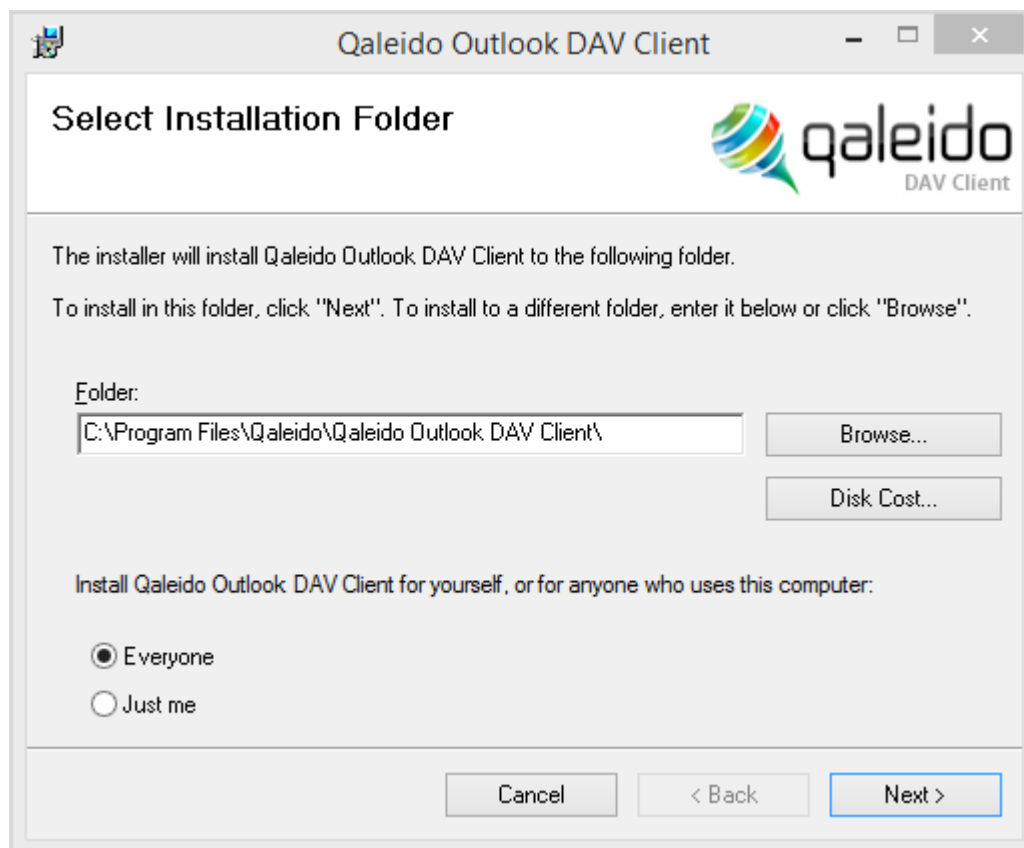 Qaleido Outlook DAV Client
Select Installation Folder
qaleido
DAV Client
The installer will install Qaleido Outlook DAV Client to the following folder.
To install in this folder, click "Next". To install to a different folder, enter it below or click "Browse".
Folder:
C:\Program Files\Qaleido\Qaleido Outlook DAV Client\
Browse...
Disk Cost...
Install Qaleido Outlook DAV Client for yourself, or for anyone who uses this computer:
Everyone
Just me
Cancel
< Back
Next >